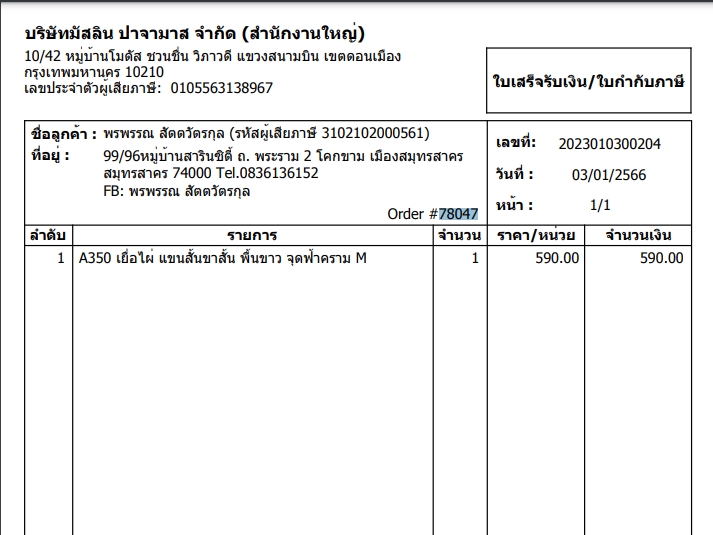 บริษัทมัสลิน ปาจามาส จำกัด (สำนักงานใหญ่)
10/42 หมู่บ้านโมดัส ชวนชื่น วิภาวดี แขวงสนามบิน เขตดอนเมือง
กรุงเทพมหานคร 10210
เลขประจำตัวผู้เสียภาษี: 0105563138967
ใบเสร็จรับเงิน/ใบกำกับภาษี
ชื่อลูกค้า : พรพรรณ สัตตวัตรกุล (รหัสผู้เสียภาษี 3102102000561)
ที่อยู่ : 99/96หมู่บ้านสารินซิตี้ ถ. พระราม 2 โคกขาม เมืองสมุทรสาคร
สมุทรสาคร 74000 Tel.0836136152
FB: พรพรรณ สัตตวัตรกุล
Order #78047
เลขที่: 2023010300204
วันที่ : 03/01/2566
หน้า : 1/1
ลำดับ รายการ จำนวน ราคา/หน่วย จำนวนเงิน
1 A350 เยื่อไผ่ แขนสั้นขาสั้น พื้นขาว จุดฟ้าคราม M 1 590.00 590.00